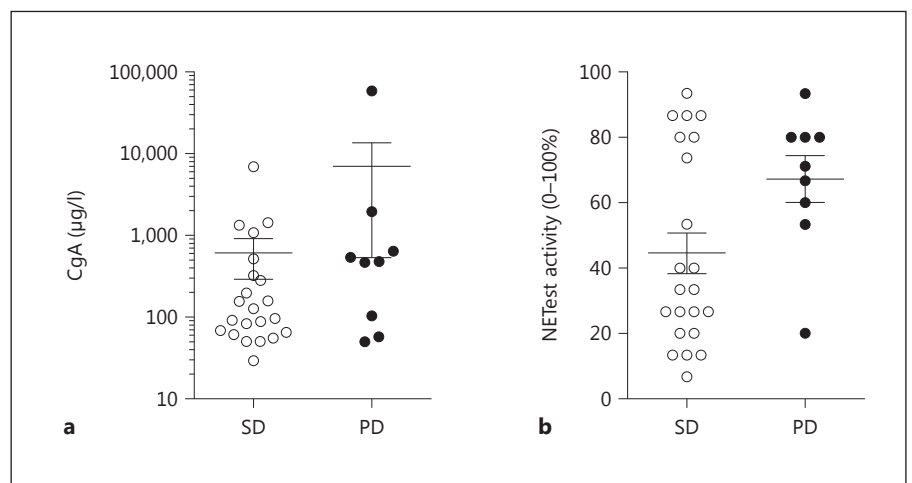 100,000
10,000
1,000
100
10
CgA (µg/l)
SD
PD
a
100
80
60
40
20
0
NETest activity (0–100%)
SD
PD
b